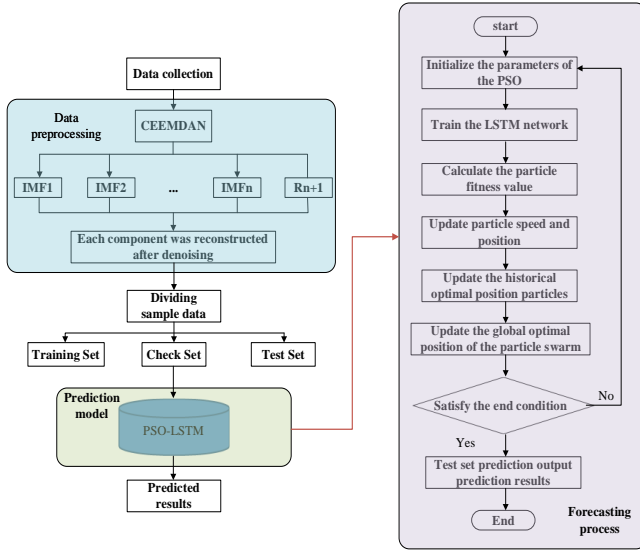 Data collection
Data
preprocessing
CEEMDAN
IMF1
IMF2
...
IMFn
Rn+1
Each component was reconstructed
after denoising
Dividing
sample data
Training Set
Check Set
Test Set
Prediction
model
PSO-LSTM
Predicted
results
start
Initialize the parameters of
the PSO
Train the LSTM network
Calculate the particle
fitness value
Update particle speed and
position
Update the historical
optimal position particles
Update the global optimal
position of the particle swarm
Satisfy the end condition
No
Yes
Test set prediction output
prediction results
End
Forecasting
process